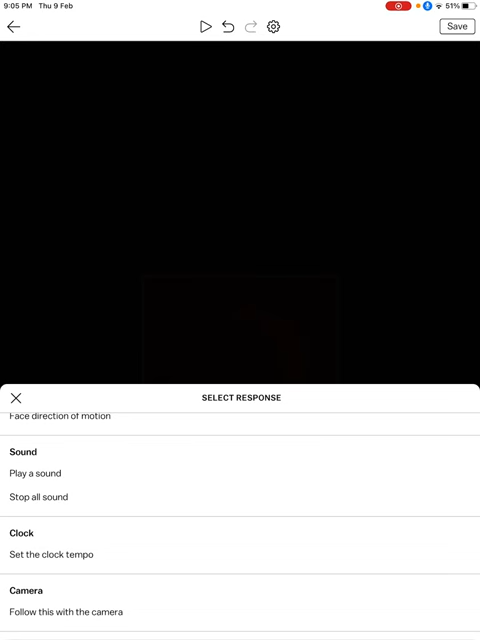 9:05 PM Thu 9 Feb
51%
Save
SELECT RESPONSE
Face direction of motion
Sound
Play a sound
Stop all sound
Clock
Set the clock tempo
Camera
Follow this with the camera